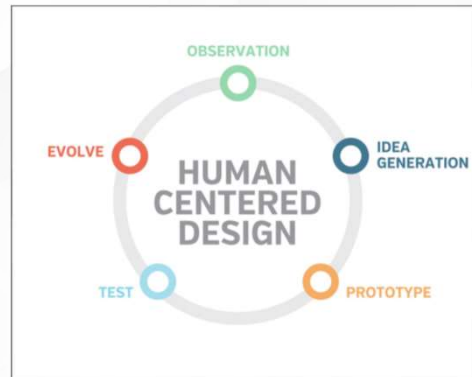 OBSERVATION
EVOLVE
IDEA
GENERATION
HUMAN
CENTERED
DESIGN
TEST
PROTOTYPE